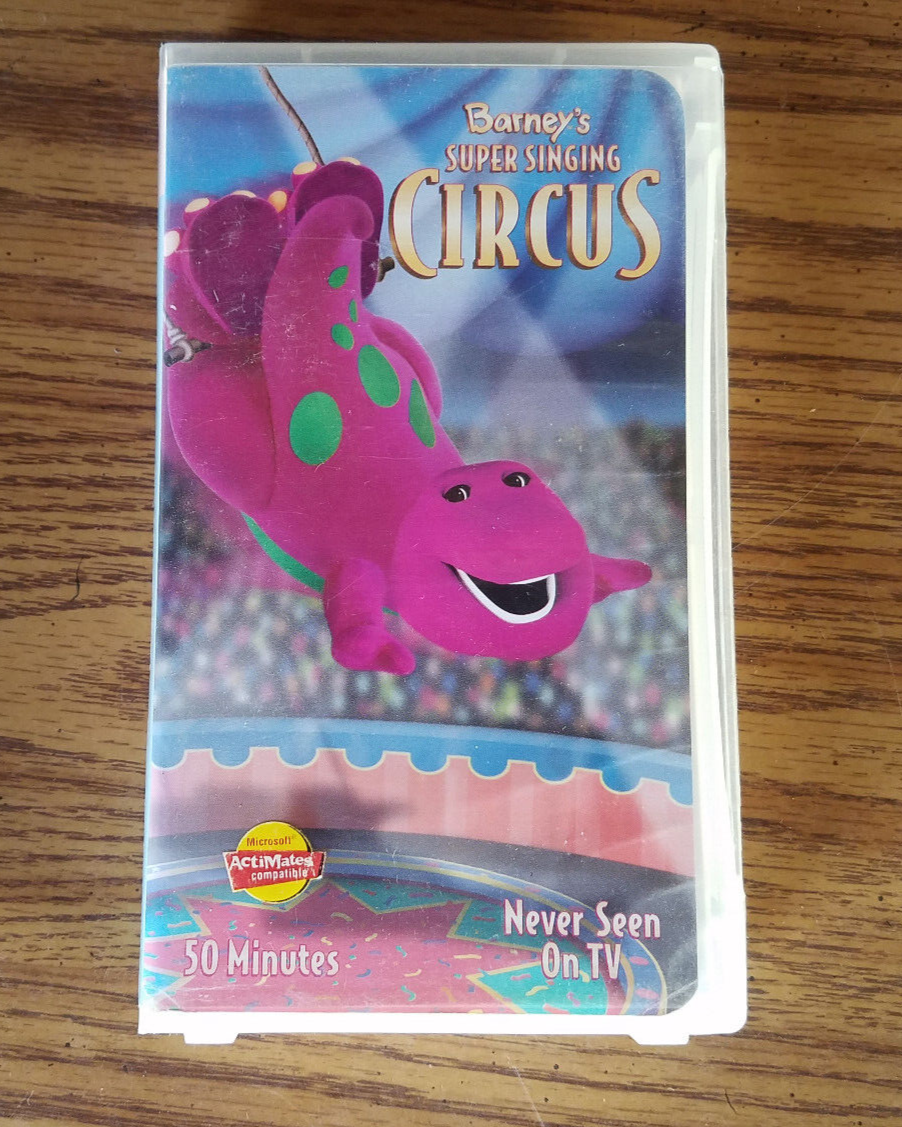 Barney's
SUPER SINGING
CIRCUS
Microsoft®
ActiMates
compatible
50 Minutes
Never Seen
On TV